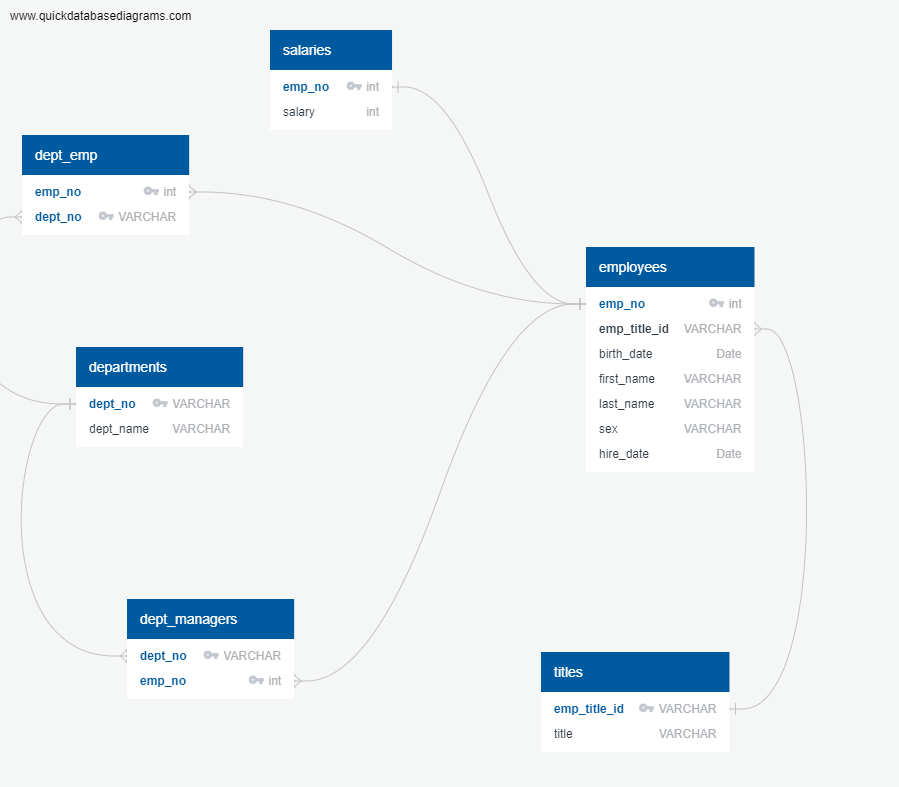 www.quickdatabasediagrams.com
salaries
emp_no int
salary int
dept_emp
emp_no int
dept_no VARCHAR
employees
emp_no int
emp_title_id VARCHAR
birth_date Date
first_name VARCHAR
last_name VARCHAR
sex VARCHAR
hire_date Date
departments
dept_no VARCHAR
dept_name VARCHAR
dept_managers
dept_no VARCHAR
emp_no int
titles
emp_title_id VARCHAR
title VARCHAR